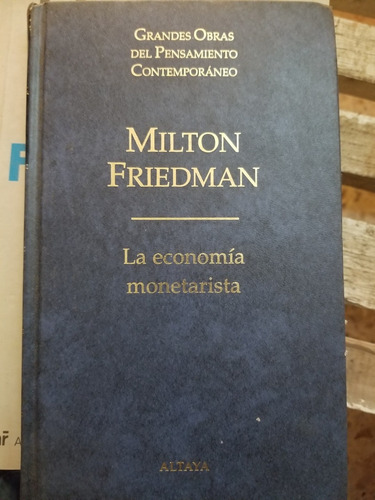 GRANDES OBRAS
DEL PENSAMIENTO
CONTEMPORÁNEO
MILTON
FRIEDMAN
La economía
monetarista
ALTAYA